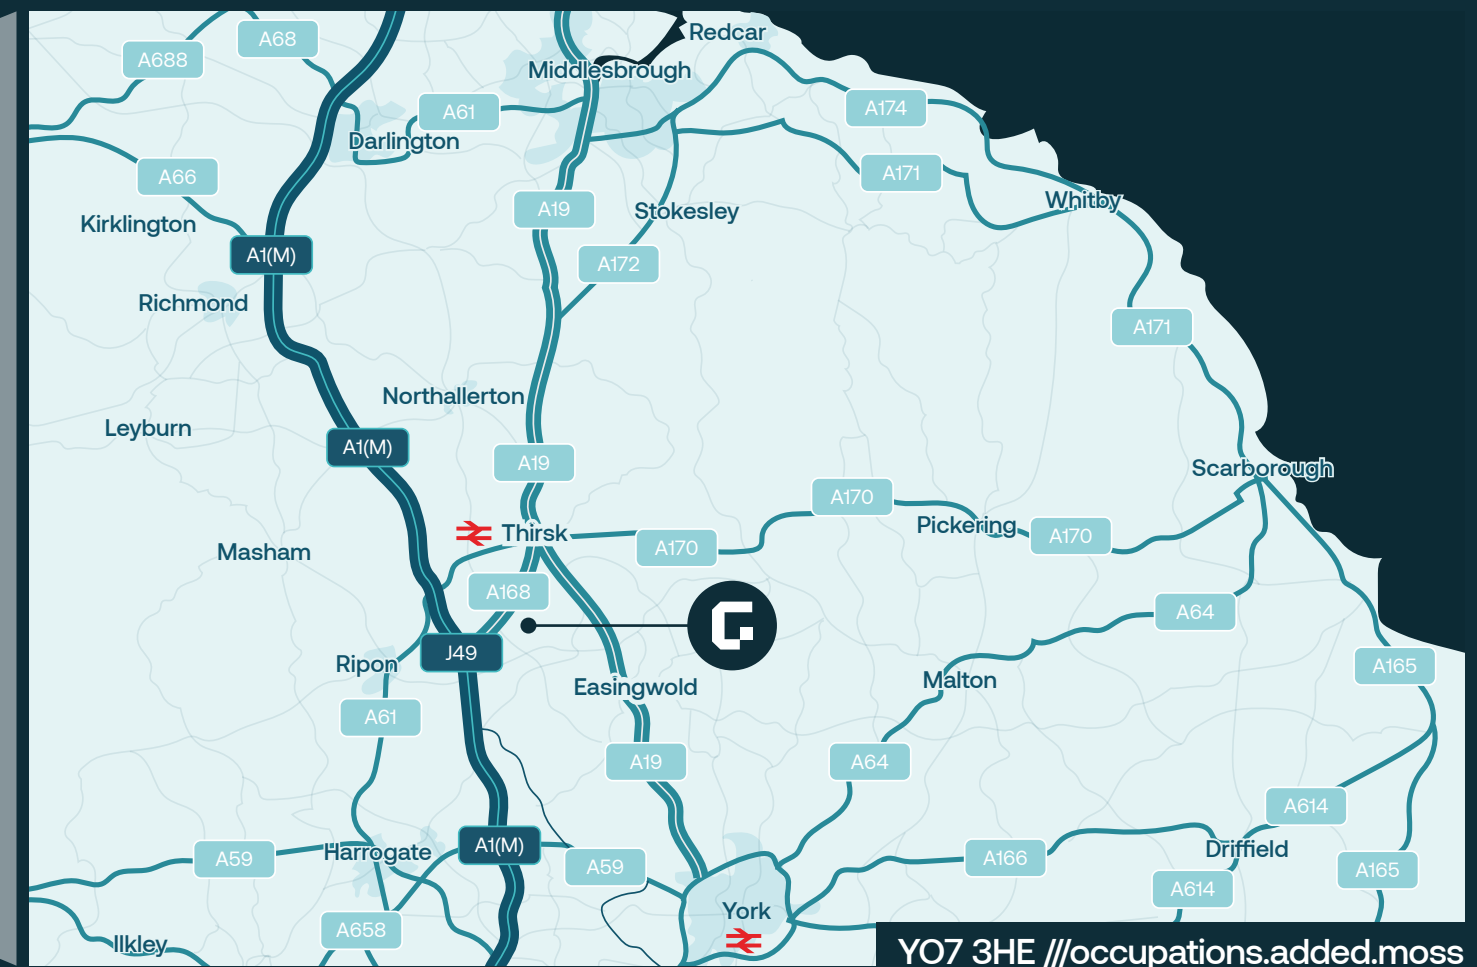 Redcar
A68
A688
Middlesbrough
A61
A174
Darlington
A171
A66
Whitby
A19
Stokesley
Kirklington
A1(M)
A172
Richmond
A171
Northallerton
Leyburn
A1(M)
A19
Scarborough
A170
Pickering
Thirsk
A170
A170
Masham
A168
A64
J49
Ripon
A165
Easingwold
Malton
A61
A19
A64
A614
A1(M)
Harrogate
Driffield
A59
A59
A166
A165
A614
York
A658
Ilkley
YO7 3HE ///occupations.added.moss